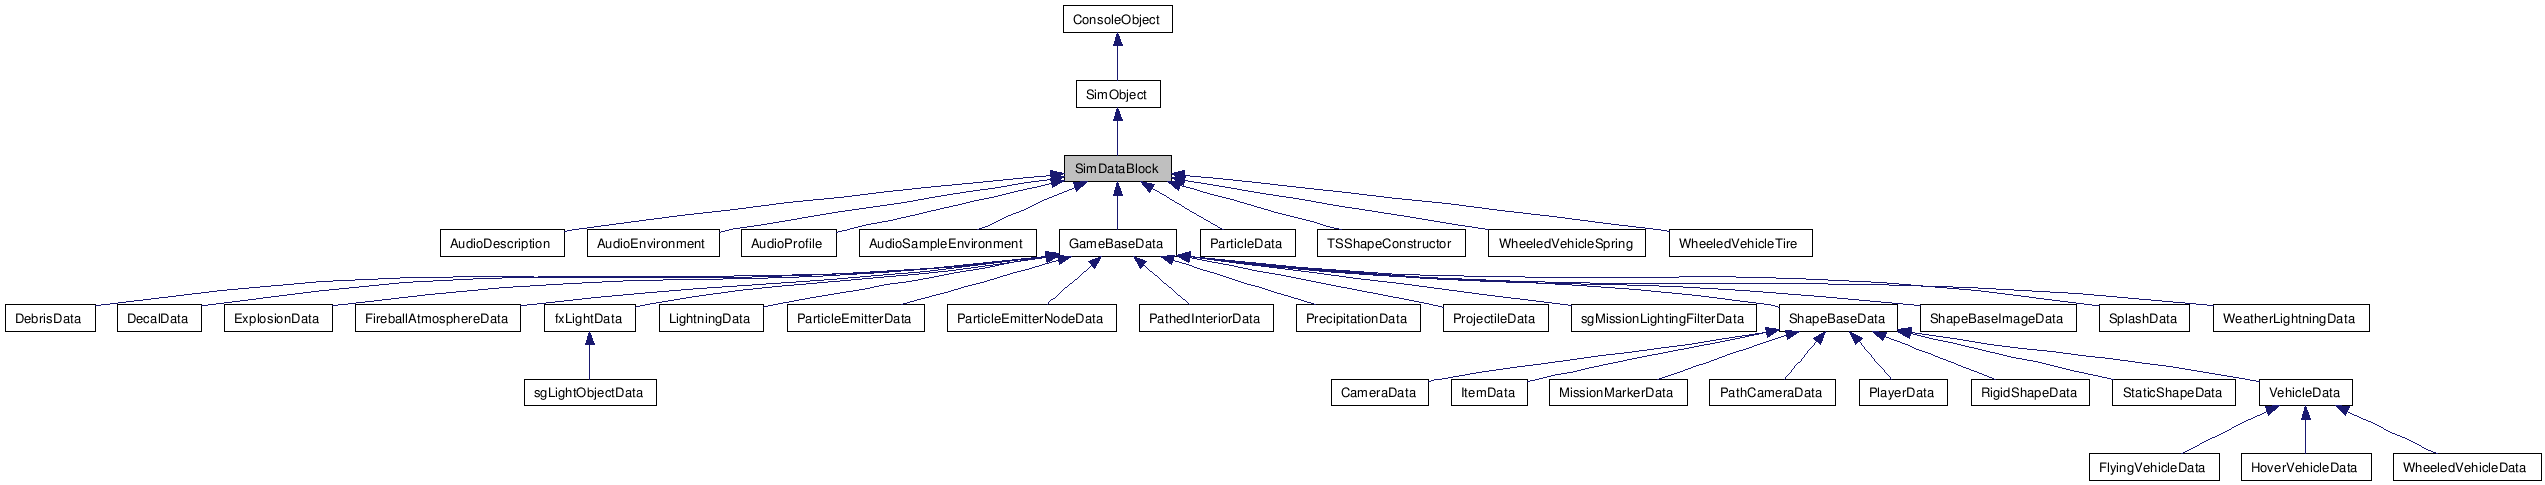 ConsoleObject
SimObject
SimDataBlock
AudioDescription
AudioEnvironment
AudioProfile
AudioSampleEnvironment
GameBaseData
ParticleData
TSShapeConstructor
WheeledVehicleSpring
WheeledVehicleTire
DebrisData
DecalData
ExplosionData
FireballAtmosphereData
fxLightData
LightningData
ParticleEmitterData
ParticleEmitterNodeData
PathedInteriorData
PrecipitationData
ProjectileData
sgMissionLightingFilterData
ShapeBaseData
ShapeBaseImageData
SplashData
WeatherLightningData
sgLightObjectData
CameraData
ItemData
MissionMarkerData
PathCameraData
PlayerData
RigidShapeData
StaticShapeData
VehicleData
FlyingVehicleData
HoverVehicleData
WheeledVehicleData